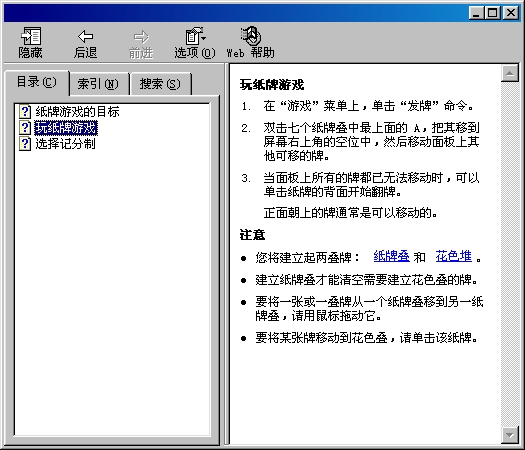 隐藏 后退 前进 选项(O) Web 帮助
目录(C) 索引(N) 搜索(S)
纸牌游戏的目标
玩纸牌游戏
选择记分制
玩纸牌游戏
1. 在“游戏”菜单上，单击“发牌”命令。
2. 双击七个纸牌叠中最上面的 A，把其移到
屏幕右上角的空位中，然后移动面板上其
他可移的牌。
3. 当面板上所有的牌都已无法移动时，可以
单击纸牌的背面开始翻牌。
正面朝上的牌通常是可以移动的。
注意
● 您将建立起两叠牌： 纸牌叠 和 花色堆 。
● 建立纸牌叠才能清空需要建立花色叠的牌。
● 要将一张或一叠牌从一个纸牌叠移到另一纸
牌叠，请用鼠标拖动它。
● 要将某张牌移动到花色叠，请单击该纸牌。